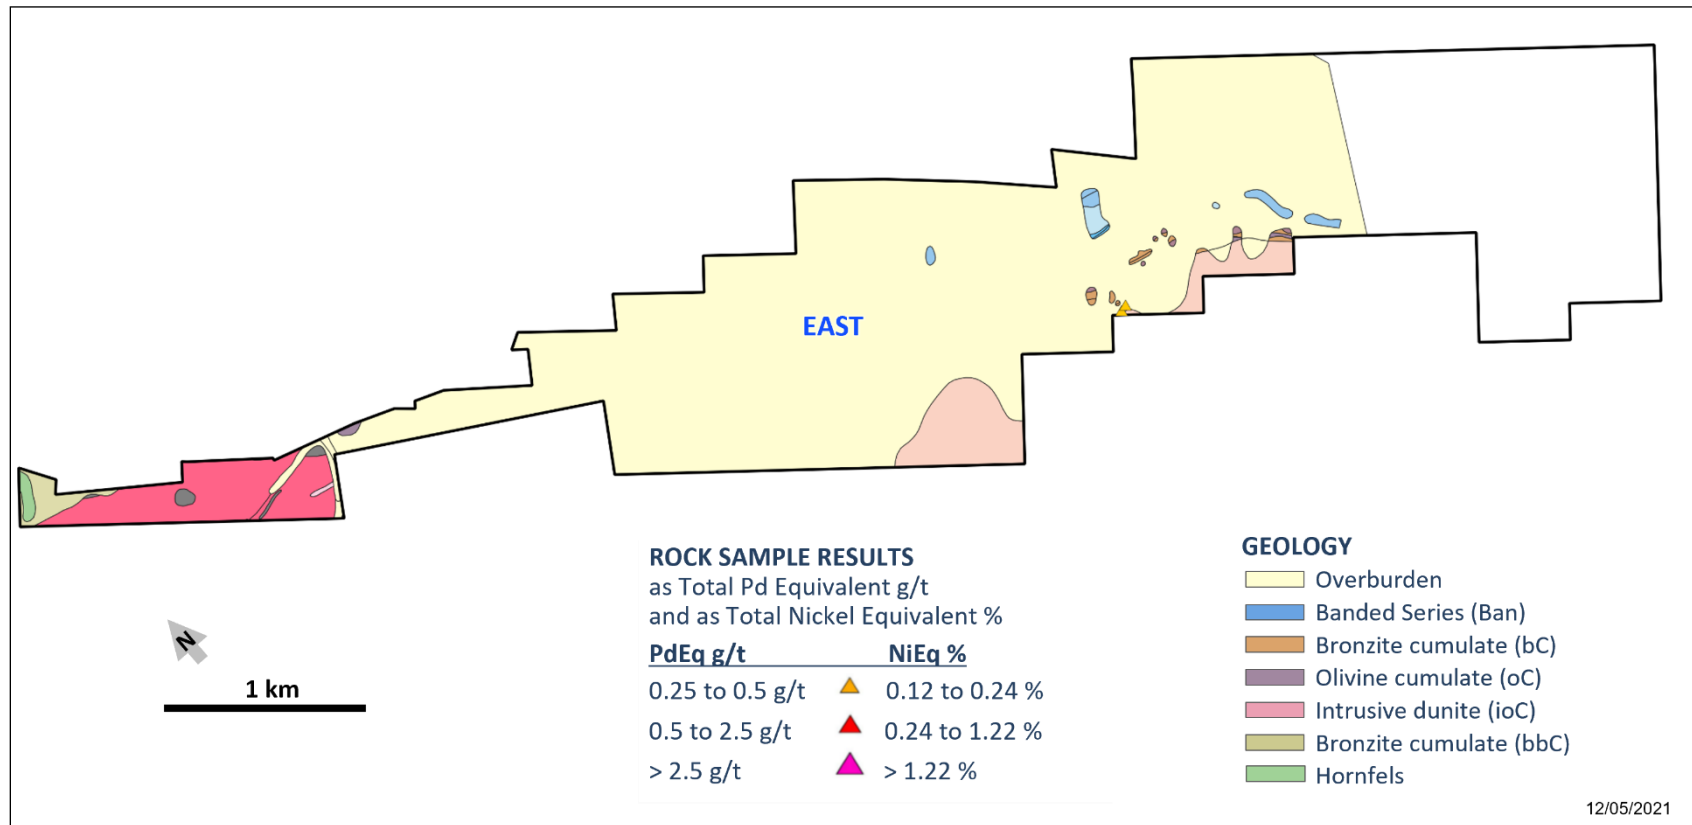 EAST
N
1 km
ROCK SAMPLE RESULTS
as Total Pd Equivalent g/t
and as Total Nickel Equivalent %
PdEq g/t NiEq %
0.25 to 0.5 g/t 0.12 to 0.24 %
0.5 to 2.5 g/t 0.24 to 1.22 %
> 2.5 g/t > 1.22 %
GEOLOGY
Overburden
Banded Series (Ban)
Bronzite cumulate (bC)
Olivine cumulate (oC)
Intrusive dunite (ioC)
Bronzite cumulate (bbC)
Hornfels
12/05/2021